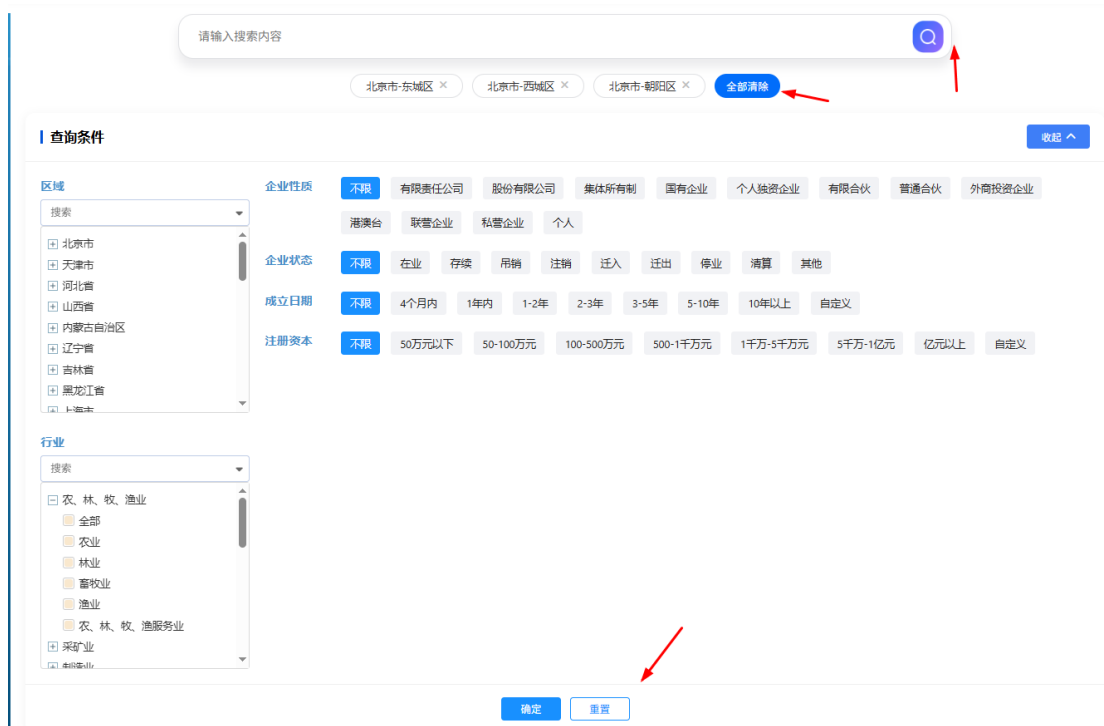 请输入搜索内容
北京市-东城区 × 北京市-西城区 × 北京市-朝阳区 × 全部清除
查询条件 收起
区域
搜索
北京市
天津市
河北省
山西省
内蒙古自治区
辽宁省
吉林省
黑龙江省
上海市
行业
搜索
农、林、牧、渔业
全部
农业
林业
畜牧业
渔业
农、林、牧、渔服务业
采矿业
制造业
企业性质 不限 有限责任公司 股份有限公司 集体所有制 国有企业 个人独资企业 有限合伙 普通合伙 外商投资企业
港澳台 联营企业 私营企业 个人
企业状态 不限 在业 存续 吊销 注销 迁入 迁出 停业 清算 其他
成立日期 不限 4个月内 1年内 1-2年 2-3年 3-5年 5-10年 10年以上 自定义
注册资本 不限 50万元以下 50-100万元 100-500万元 500-1千万元 1千万-5千万元 5千万-1亿元 亿元以上 自定义
确定 重置